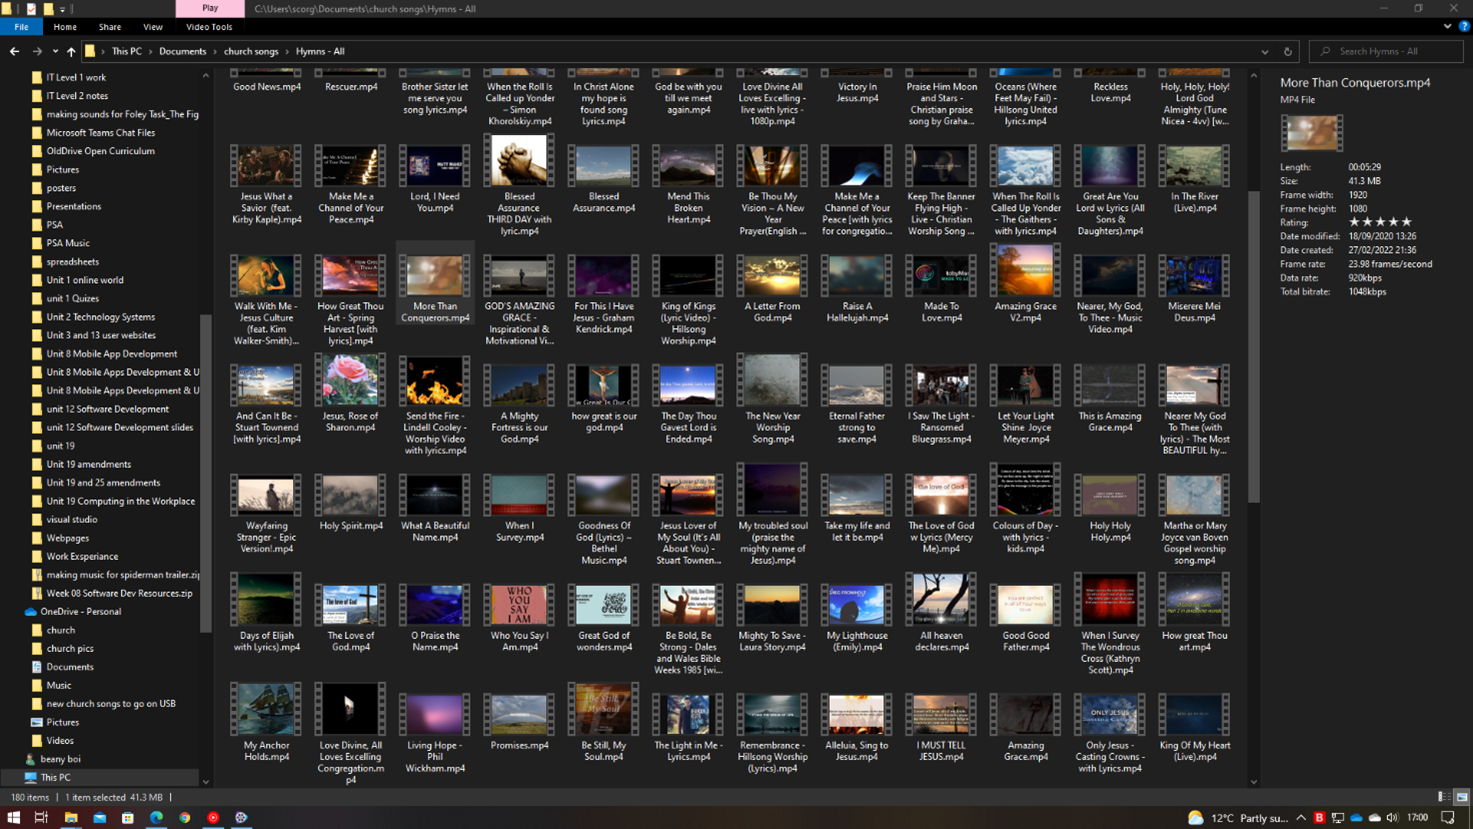 Play
C:\Users\scorg\Documents\church songs\Hymns - All
File
Home
Share
View
Video Tools
This PC
Documents
church songs
Hymns - All
Search Hymns - All
IT Level 1 work
IT Level 2 notes
making sounds for Foley Task_The Fig
Microsoft Teams Chat Files
OldDrive Open Curriculum
Pictures
posters
Presentations
PSA
PSA Music
spreadsheets
Unit 1 online world
unit 1 Quizes
Unit 2 Technology Systems
Unit 3 and 13 user websites
Unit 8 Mobile App Development
Unit 8 Mobile Apps Development & U
Unit 8 Mobile Apps Development & U
unit 12 Software Development
unit 12 Software Development slides
unit 19
Unit 19 amendments
Unit 19 and 25 amendments
Unit 19 Computing in the Workplace
visual studio
Webpages
Work Exsperiance
making music for spiderman trailer.zip
Week 08 Software Dev Resources.zip
OneDrive - Personal
church
church pics
Documents
Music
new church songs to go on USB
Pictures
Videos
beany boi
This PC
Good News.mp4
Rescuer.mp4
Brother Sister let
me serve you
song lyrics.mp4
When the Roll Is
Called up Yonder
~ Simon
Khorolskiy.mp4
In Christ Alone
my hope is
found song
Lyrics.mp4
God be with you
till we meet
again.mp4
Love Divine All
Loves Excelling -
live with lyrics -
1080p.mp4
Victory In
Jesus.mp4
Praise Him Moon
and Stars -
Christian praise
song by Graha...
Oceans (Where
Feet May Fail) -
Hillsong United
lyrics.mp4
Reckless
Love.mp4
Holy, Holy, Holy!
Lord God
Almighty (Tune
Nicea - 4vv) [we...
Jesus What a
Savior (feat.
Kirby Kaple).mp4
Make Me a
Channel of Your
Peace.mp4
Lord, I Need
You.mp4
Blessed
Assurance
THIRD DAY with
lyric.mp4
Blessed
Assurance.mp4
Mend This
Broken
Heart.mp4
Be Thou My
Vision ~ A New
Year
Prayer(English ...
Make Me a
Channel of Your
Peace [with lyrics
for congregatio...
Keep The Banner
Flying High -
Live - Christian
Worship Song ...
When The Roll Is
Called Up Yonder
- The Gaithers -
with lyrics.mp4
Great Are You
Lord w Lyrics (All
Sons &
Daughters).mp4
In The River
(Live).mp4
Walk With Me -
Jesus Culture
(feat. Kim
Walker-Smith)...
How Great Thou
Art - Spring
Harvest [with
lyrics].mp4
More Than
Conquerors.mp4
GOD'S AMAZING
GRACE -
Inspirational &
Motivational Vi...
For This I Have
Jesus - Graham
Kendrick.mp4
King of Kings
(Lyric Video) -
Hillsong
Worship.mp4
A Letter From
God.mp4
Raise A
Hallelujah.mp4
Made To
Love.mp4
Amazing Grace
V2.mp4
Nearer, My God,
To Thee - Music
Video.mp4
Miserere Mei
Deus.mp4
And Can It Be -
Stuart Townend
[with lyrics].mp4
Jesus, Rose of
Sharon.mp4
Send the Fire -
Lindell Cooley -
Worship Video
with lyrics.mp4
A Mighty
Fortress is our
God.mp4
how great is our
god.mp4
The Day Thou
Gavest Lord is
Ended.mp4
The New Year
Worship
Song.mp4
Eternal Father
strong to
save.mp4
I Saw The Light -
Ransomed
Bluegrass.mp4
Let Your Light
Shine Joyce
Meyer.mp4
This is Amazing
Grace.mp4
Nearer My God
To Thee (with
lyrics) - The Most
BEAUTIFUL hy...
Wayfaring
Stranger - Epic
Version!.mp4
Holy Spirit.mp4
What A Beautiful
Name.mp4
When I
Survey.mp4
Goodness Of
God (Lyrics) ~
Bethel
Music.mp4
Jesus Lover of
My Soul (It's All
About You) -
Stuart Townen...
My troubled soul
(praise the
mighty name of
Jesus).mp4
Take my life and
let it be.mp4
The Love of God
w Lyrics (Mercy
Me).mp4
Colours of Day -
with lyrics -
kids.mp4
Holy Holy
Holy.mp4
Martha or Mary
Joyce van Boven
Gospel worship
song.mp4
Days of Elijah
with Lyrics).mp4
The Love of
God.mp4
O Praise the
Name.mp4
Who You Say I
Am.mp4
Great God of
wonders.mp4
Be Bold, Be
Strong - Dales
and Wales Bible
Weeks 1985 [wi...
Mighty To Save -
Laura Story.mp4
My Lighthouse
(Emily).mp4
All heaven
declares.mp4
Good Good
Father.mp4
When I Survey
The Wondrous
Cross (Kathryn
Scott).mp4
How great Thou
art.mp4
My Anchor
Holds.mp4
Love Divine, All
Loves Excelling
Congregation.m
p4
Living Hope -
Phil
Wickham.mp4
Promises.mp4
Be Still, My
Soul.mp4
The Light in Me -
Lyrics.mp4
Remembrance -
Hillsong Worship
(Lyrics).mp4
Alleluia, Sing to
Jesus.mp4
I MUST TELL
JESUS.mp4
Amazing
Grace.mp4
Only Jesus -
Casting Crowns -
with Lyrics.mp4
King Of My Heart
(Live).mp4
More Than Conquerors.mp4
MP4 File
Length: 00:05:29
Size: 41.3 MB
Frame width: 1920
Frame height: 1080
Rating:
Date modified: 18/09/2020 13:26
Date created: 27/02/2022 21:36
Frame rate: 23.98 frames/second
Data rate: 920kbps
Total bitrate: 1048kbps
180 items
1 item selected 41.3 MB
12°C Partly su...
17:00